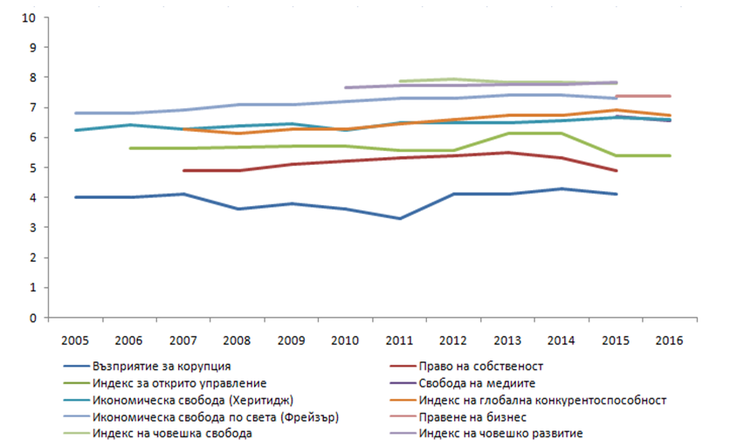 10
9
8
7
6
5
4
3
2
1
0
2005 2006 2007 2008 2009 2010 2011 2012 2013 2014 2015 2016
Възприятие за корупция Право на собственост
Индекс за открито управление Свобода на медиите
Икономическа свобода (Херитидж) Индекс на глобална конкурентоспособност
Икономическа свобода по света (Фрейзър) Правене на бизнес
Индекс на човешка свобода Индекс на човешко развитие